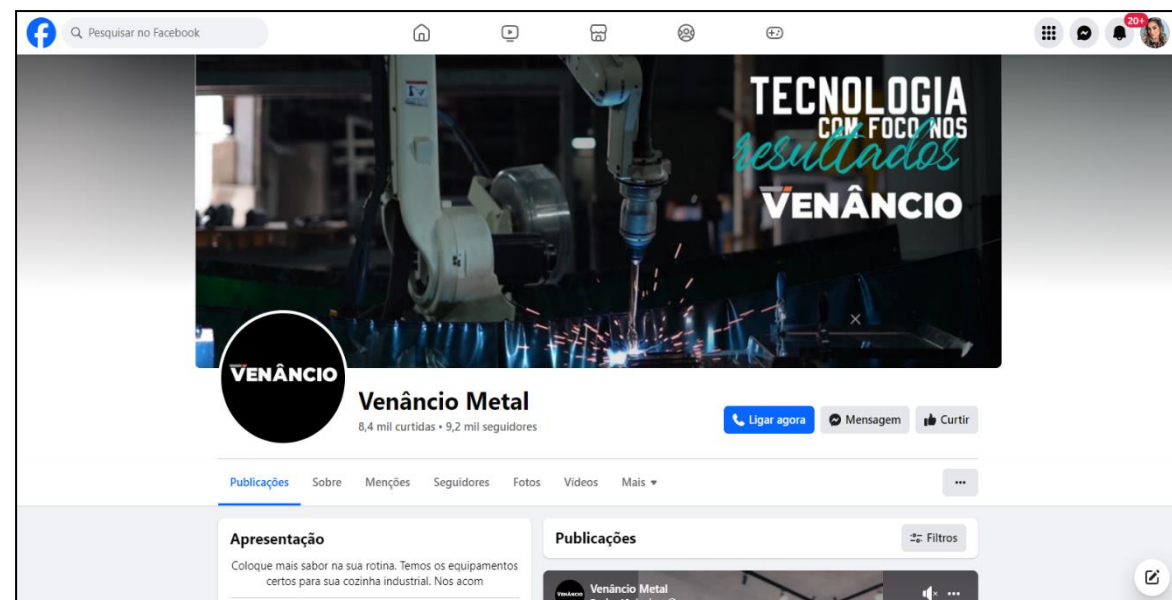 Pesquisar no Facebook
20+
TECNOLOGIA
COM FOCO NOS
resultados
VENÂNCIO
VENÂNCIO
Venâncio Metal
8,4 mil curtidas • 9,2 mil seguidores
Ligar agora
Mensagem
Curtir
Publicações Sobre Menções Seguidores Fotos Vídeos Mais
Apresentação
Coloque mais sabor na sua rotina. Temos os equipamentos
certos para sua cozinha industrial. Nos acom
Publicações
Filtros
VENÂNCIO
Venâncio Metal